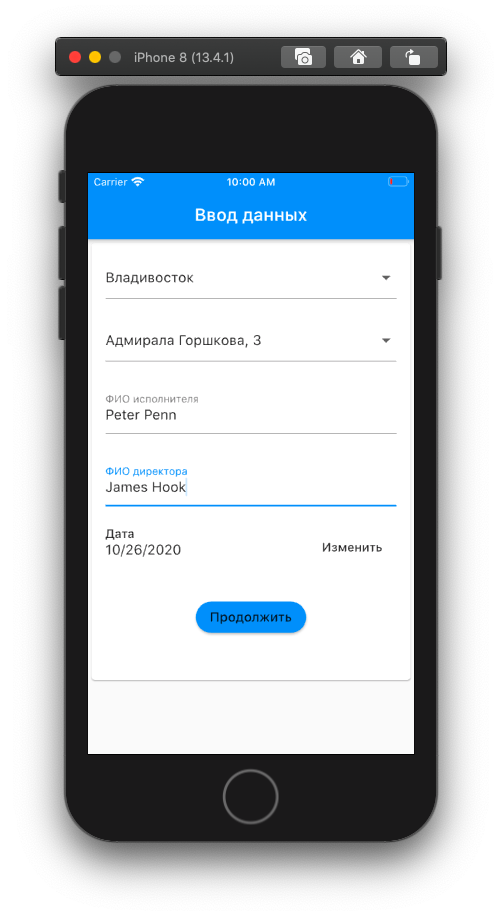 iPhone 8 (13.4.1)
Carrier 10:00 AM
Ввод данных
Владивосток
Адмирала Горшкова, 3
ФИО исполнителя
Peter Penn
ФИО директора
James Hook
Дата
10/26/2020 Изменить
Продолжить